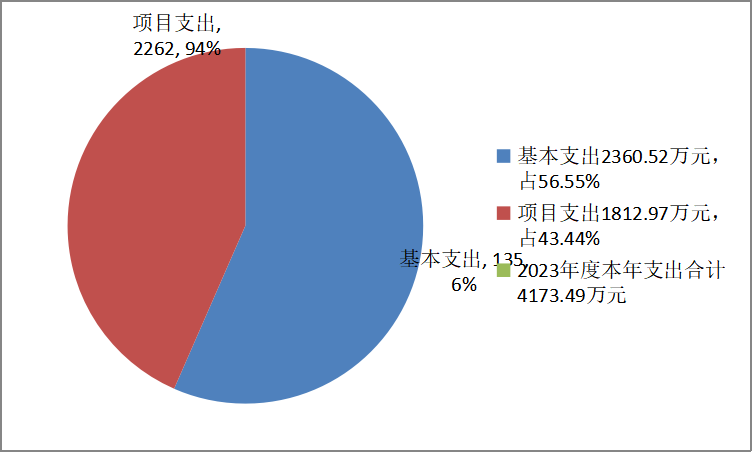 项目支出,
2262, 94%
基本支出2360.52万元，
占56.55%
项目支出1812.97万元，
占43.44%
基本支出, 135,
6%
2023年度本年支出合计
4173.49万元